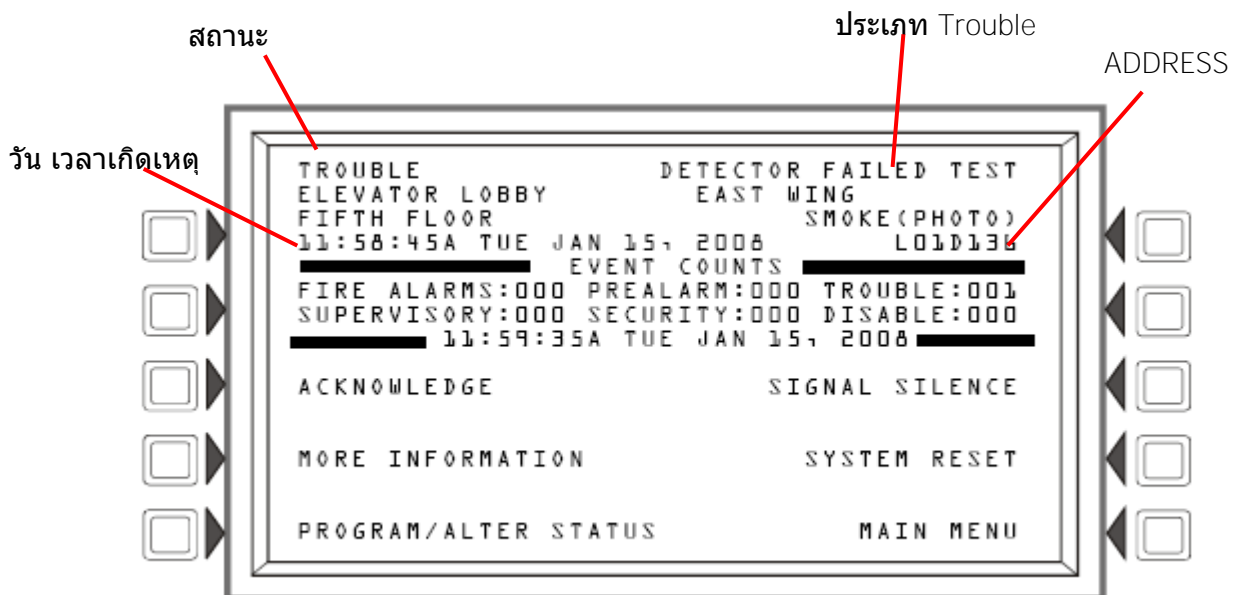 สถานะ
ประเภท Trouble
ADDRESS
วัน เวลาเกิดเหตุ
TROUBLE DETECTOR FAILED TEST
ELEVATOR LOBBY EAST WING
FIFTH FLOOR SMOKE(PHOTO)
11:58:45A TUE JAN 15, 2008 L01D136
EVENT COUNTS
FIRE ALARMS:000 PREALARM:000 TROUBLE:001
SUPERVISORY:000 SECURITY:000 DISABLE:000
11:59:35A TUE JAN 15, 2008
ACKNOWLEDGE SIGNAL SILENCE
MORE INFORMATION SYSTEM RESET
PROGRAM/ALTER STATUS MAIN MENU